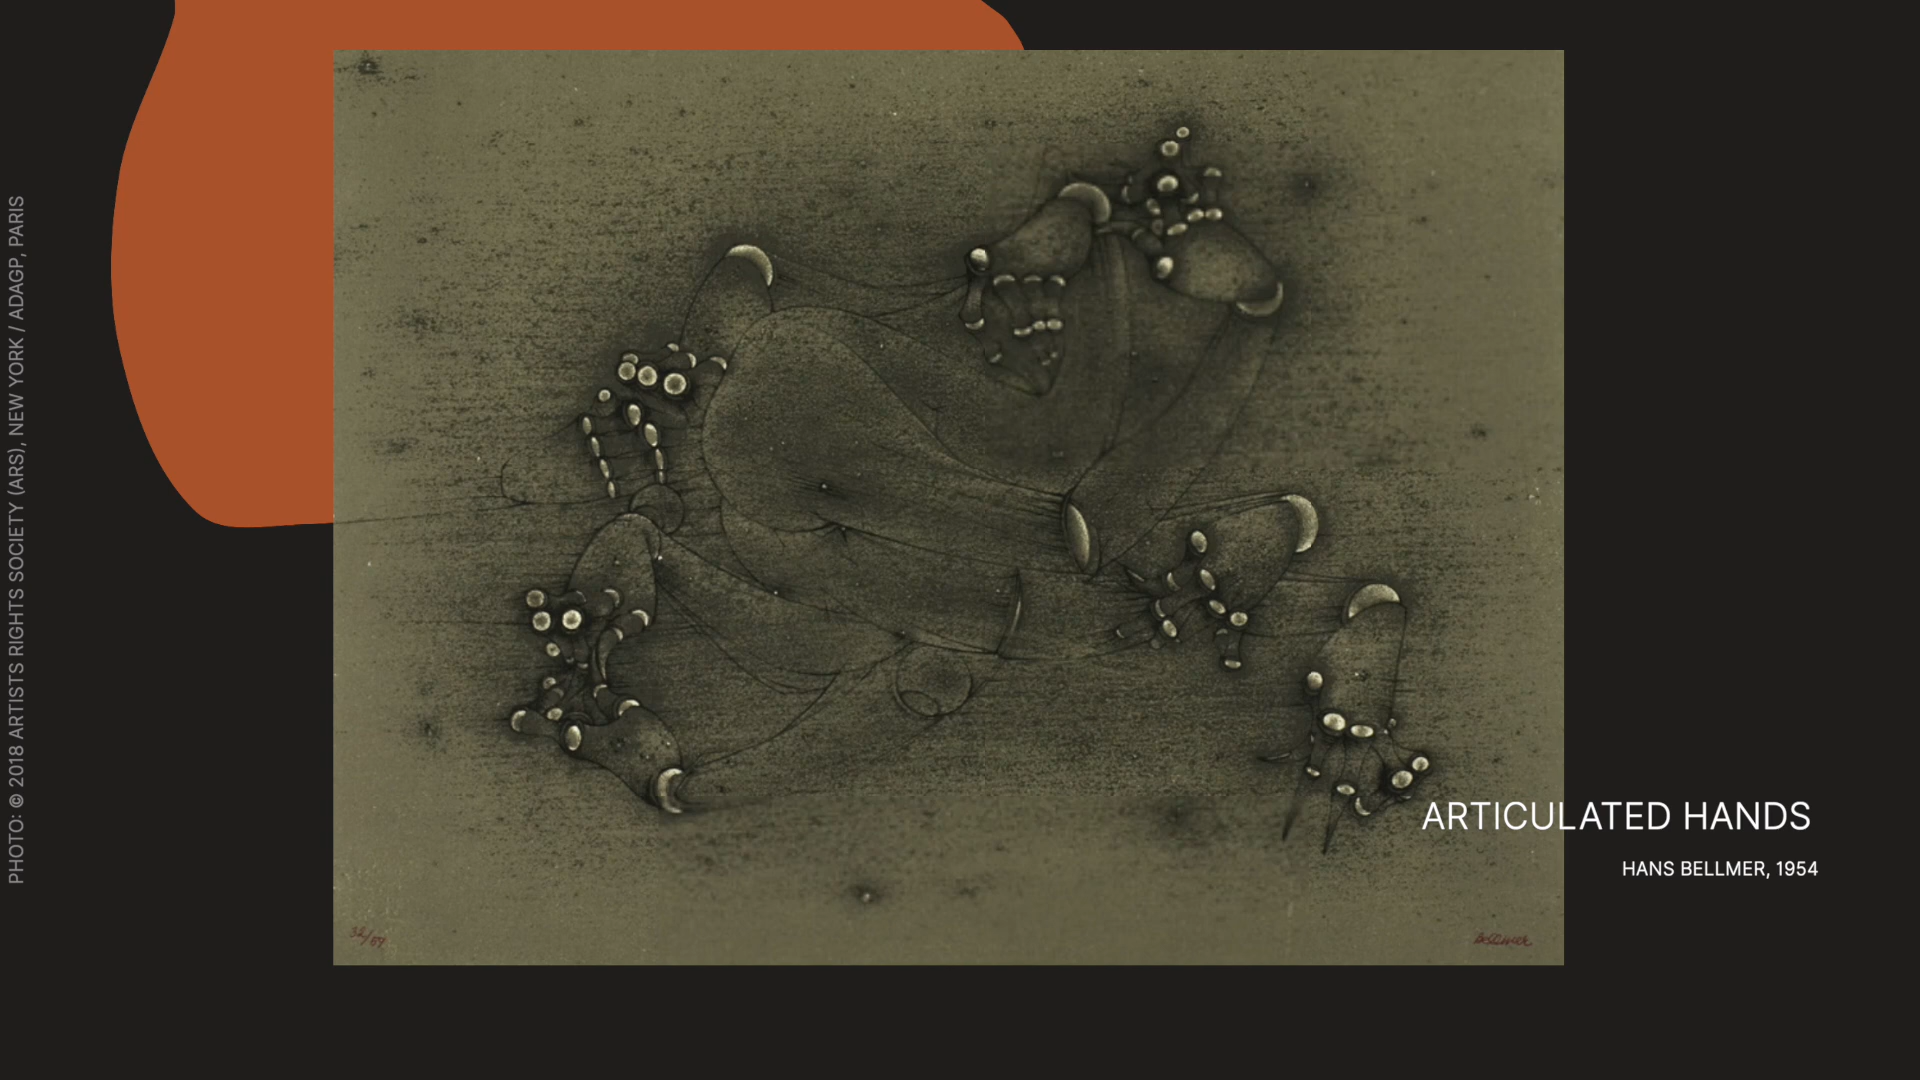 PHOTO: © 2018 ARTISTS RIGHTS SOCIETY (ARS), NEW YORK / ADAGP, PARIS
ARTICULATED HANDS
HANS BELLMER, 1954
Bellmer